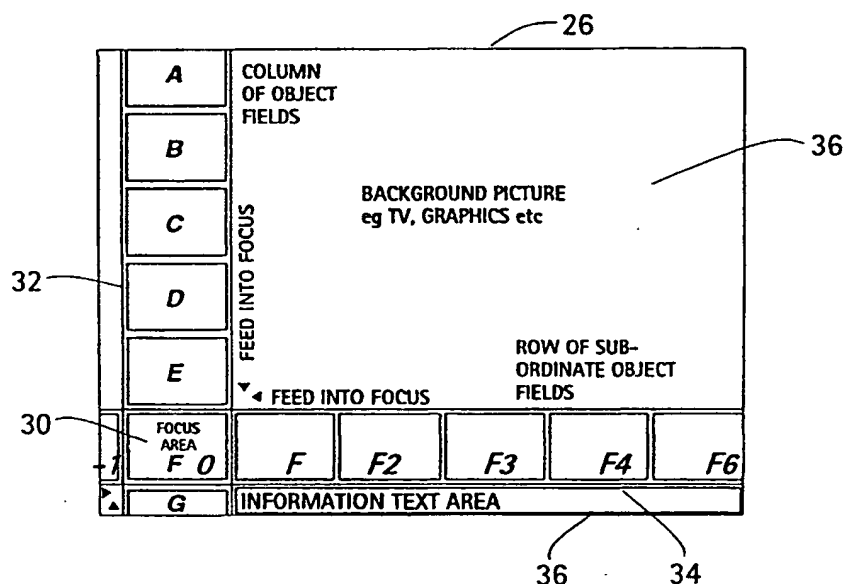 26
A
COLUMN
OF OBJECT
FIELDS
B
36
BACKGROUND PICTURE
eg TV, GRAPHICS etc
C
FEED INTO FOCUS
32
D
E
ROW OF SUB-
ORDINATE OBJECT
FIELDS
FEED INTO FOCUS
30
FOCUS
AREA
-1
F 0
F
F2
F3
F4
F6
G
INFORMATION TEXT AREA
36
34